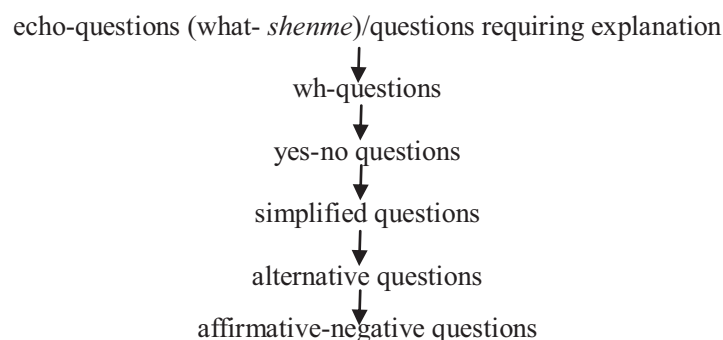 echo-questions (what- shenme)/questions requiring explanation
wh-questions
yes-no questions
simplified questions
alternative questions
affirmative-negative questions